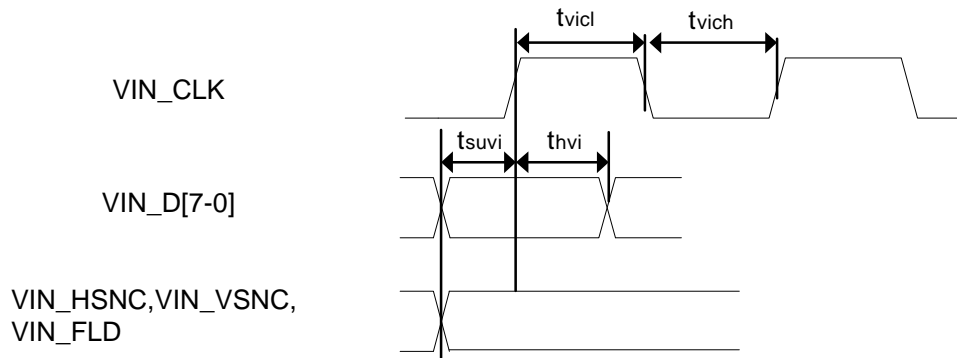 tvicl
tvich
VIN_CLK
tsuvi
thvi
VIN_D[7-0]
VIN_HSNC,VIN_VSNC,
VIN_FLD